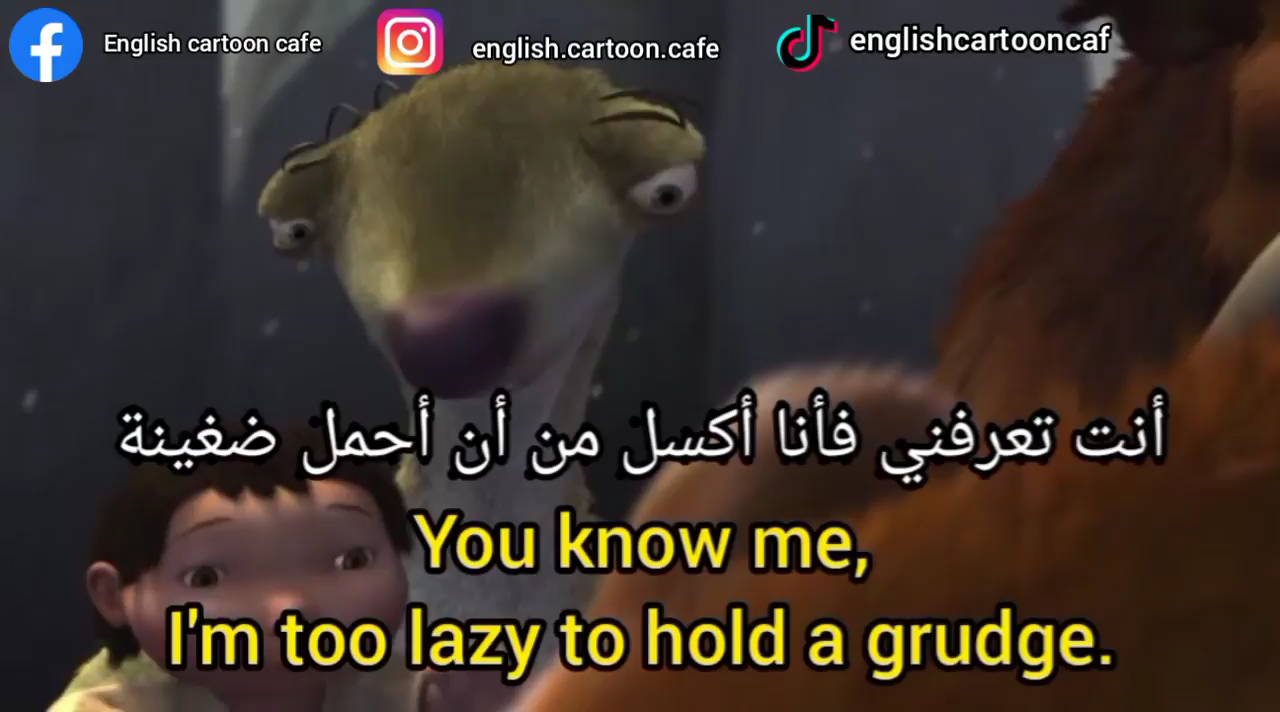 English cartoon cafe
english.cartoon.cafe
englishcartooncaf
أنت تعرفني فأنا أكسل من أن أحمل ضغينة
You know me,
I'm too lazy to hold a grudge.